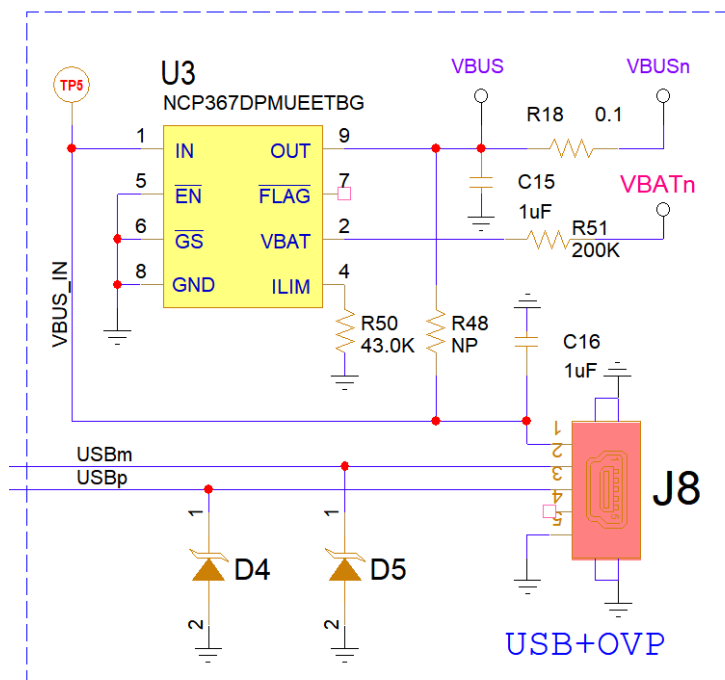 TP5
U3
NCP367DPMUEETBG
VBUS
VBUSn
R18 0.1
1 IN OUT 9
5 EN FLAG 7
6 GS VBAT 2
8 GND ILIM 4
C15
1uF
VBATn
R51
200K
VBUS_IN
R50
43.0K
R48
NP
C16
1uF
1
2
3
4
5
J8
USBm
USBp
1
D4
2
1
D5
2
USB+OVP